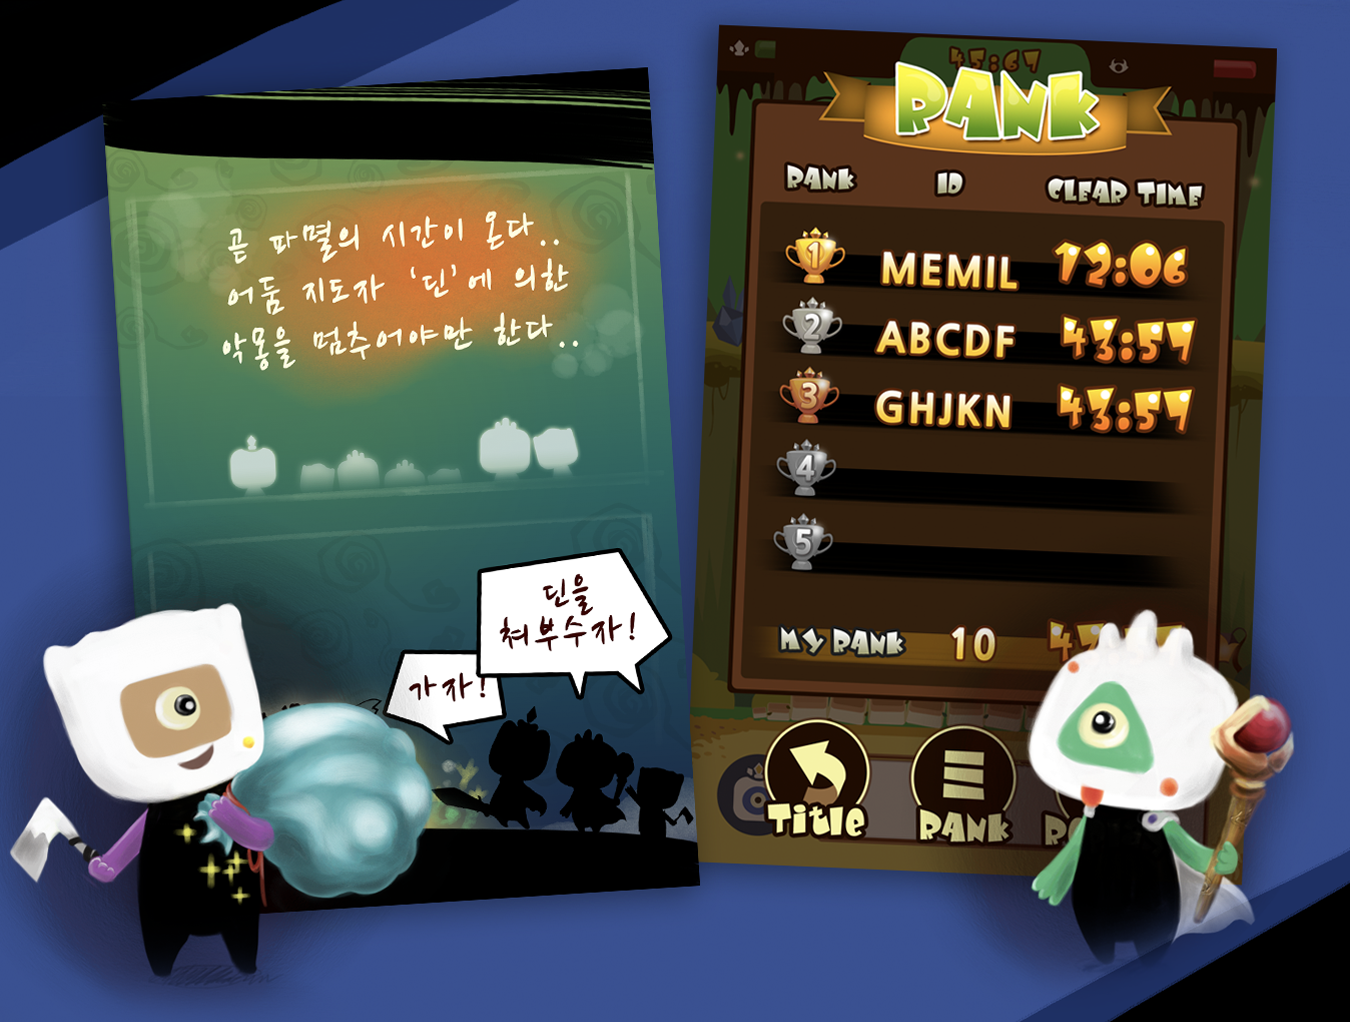 곧 파멸의 시간이 온다..
어둠 지도자 '딘'에 의한
악몽을 멈추어야만 한다..
딘을
쳐부수자!
가자!
45:67
RANK
RANK ID CLEAR TIME
1 MEMIL 12:06
2 ABCDF 43:57
3 GHJKN 43:57
4
5
MY RANK 10
Title
RANK